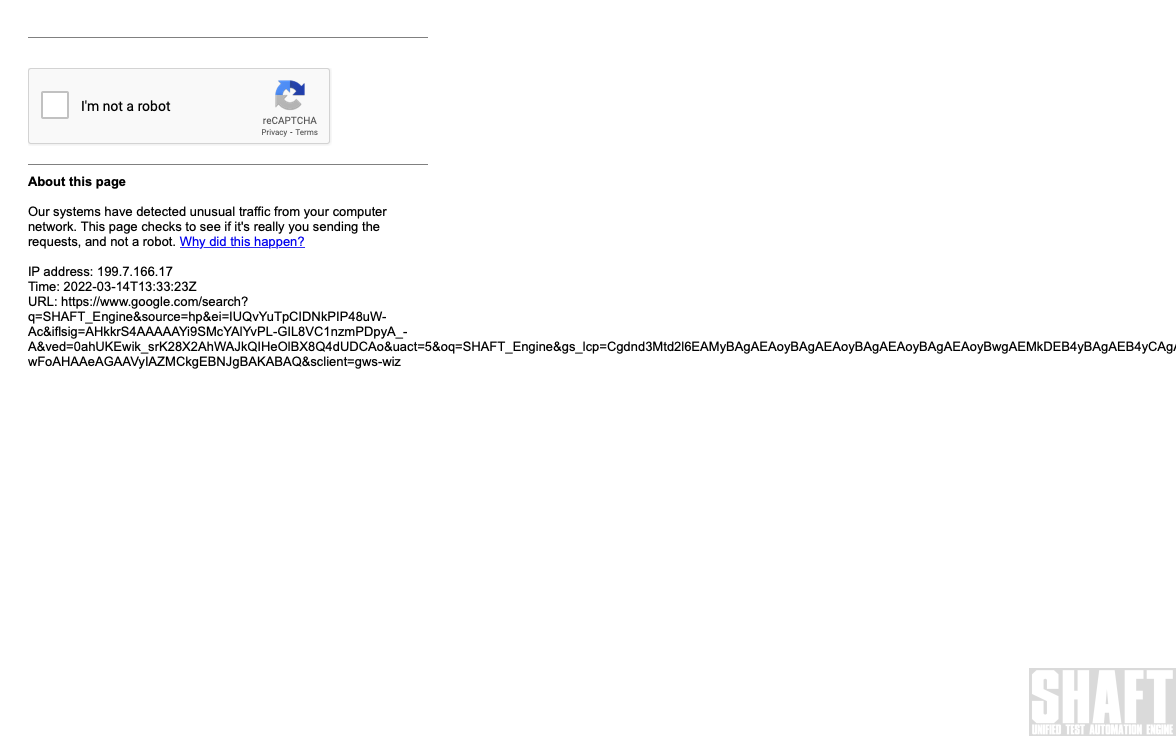 I'm not a robot
reCAPTCHA
Privacy - Terms
About this page
Our systems have detected unusual traffic from your computer
network. This page checks to see if it's really you sending the
requests, and not a robot. Why did this happen?
IP address: 199.7.166.17
Time: 2022-03-14T13:33:23Z
URL: https://www.google.com/search?
q=SHAFT_Engine&source=hp&ei=IUQvYuTpCIDNkPIP48uW-
Ac&iflsig=AHkkrS4AAAAAYi9SMcYAlYvPL-GIL8VC1nzmPDpyA_-
A&ved=0ahUKEwik_srK28X2AhWAJkQIHeOlBX8Q4dUDCAo&uact=5&oq=SHAFT_Engine&gs_lcp=Cgdnd3Mtd2l6EAMyBAgAEAoyBAgAEAoyBAgAEAoyBAgAEAoyBwgAEMkDEB4yBAgAEB4yCAgA
wFoAHAAeAGAAVyIAZMCkgEBNJgBAKABAQ&sclient=gws-wiz
SHAFT
UNIFIED TEST AUTOMATION ENGINE